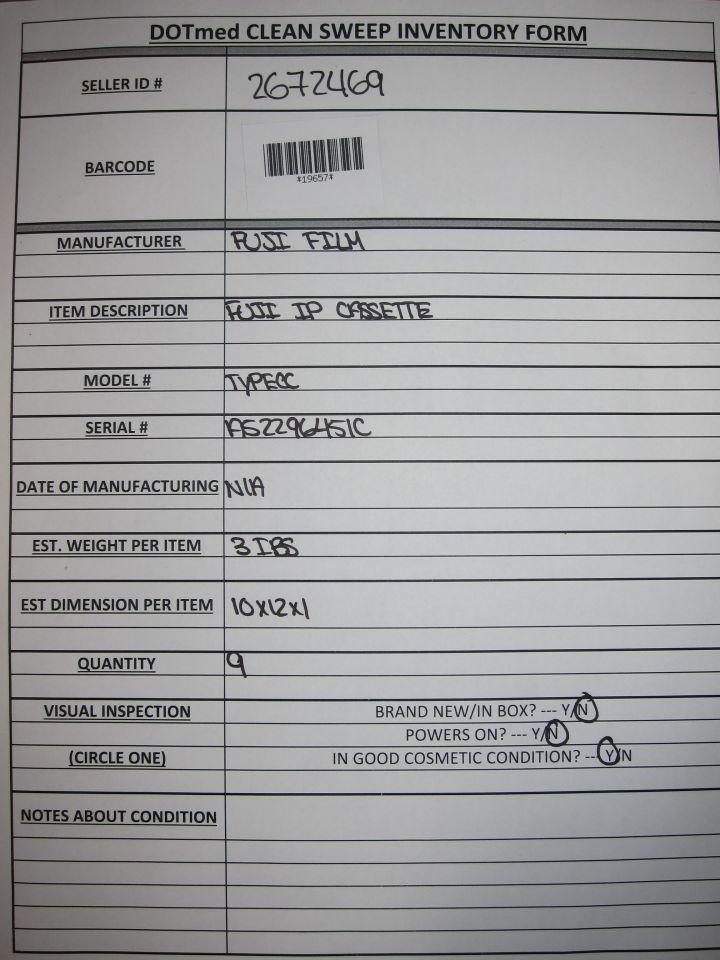 DOTmed CLEAN SWEEP INVENTORY FORM
SELLER ID # 2672469
BARCODE *19657*
MANUFACTURER FUJI FILM
ITEM DESCRIPTION FUJI IP CASSETTE
MODEL # TYPECC
SERIAL # A52296451C
DATE OF MANUFACTURING N/A
EST. WEIGHT PER ITEM 3 IBS
EST DIMENSION PER ITEM 10x12x1
QUANTITY 9
VISUAL INSPECTION BRAND NEW/IN BOX? --- Y/N
POWERS ON? --- Y/N
(CIRCLE ONE) IN GOOD COSMETIC CONDITION? --- Y/N
NOTES ABOUT CONDITION